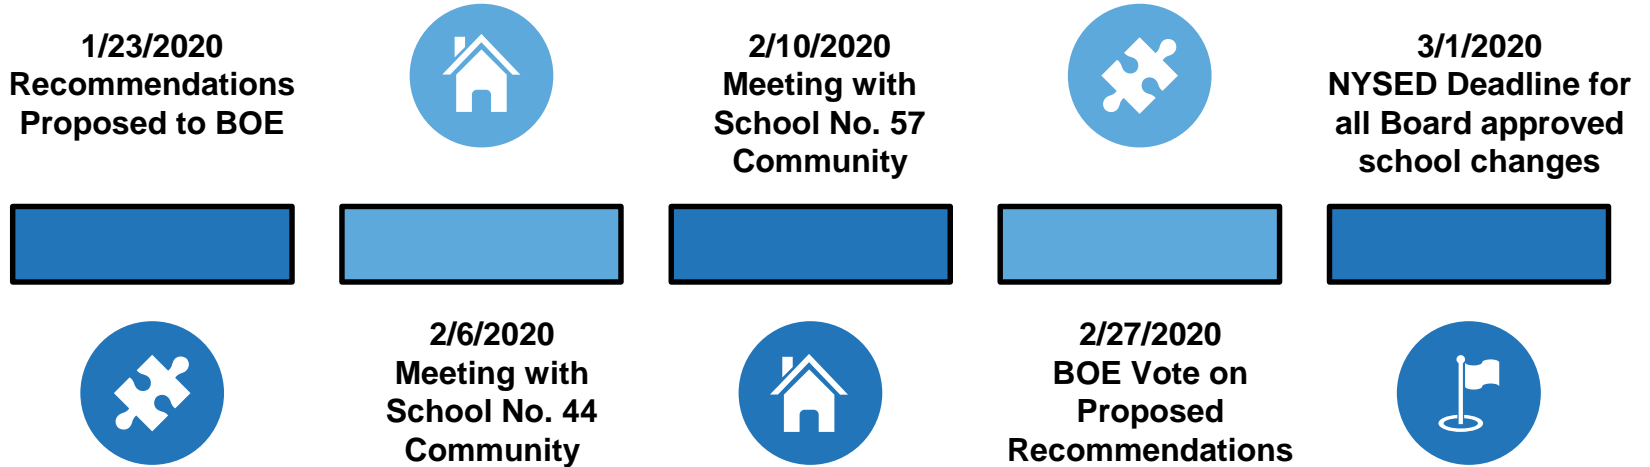 1/23/2020
Recommendations
Proposed to BOE
2/6/2020
Meeting with
School No. 44
Community
2/10/2020
Meeting with
School No. 57
Community
2/27/2020
BOE Vote on
Proposed
Recommendations
3/1/2020
NYSED Deadline for
all Board approved
school changes